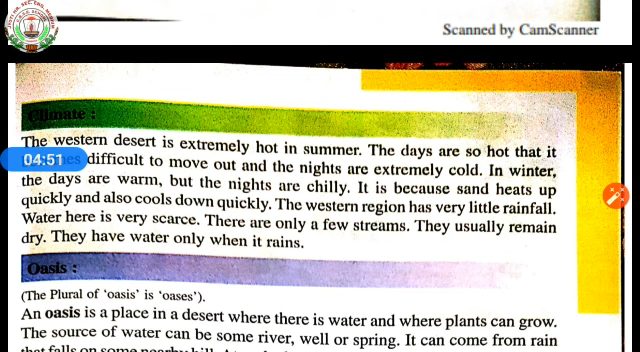 Scanned by CamScanner
Climate :
The western desert is extremely hot in summer. The days are so hot that it
04:51
difficult to move out and the nights are extremely cold. In winter,
the days are warm, but the nights are chilly. It is because sand heats up
quickly and also cools down quickly. The western region has very little rainfall.
Water here is very scarce. There are only a few streams. They usually remain
dry. They have water only when it rains.
Oasis :
(The Plural of 'oasis' is 'oases').
An oasis is a place in a desert where there is water and where plants can grow.
The source of water can be some river, well or spring. It can come from rain
that falls on some nearby hill.